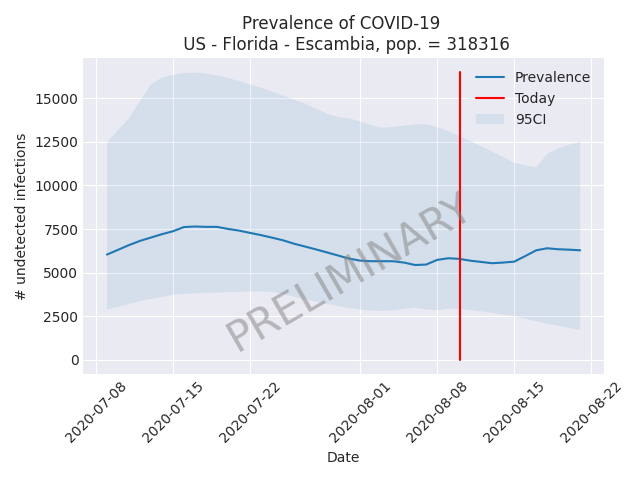 Prevalence of COVID-19
US - Florida - Escambia, pop. = 318316
Prevalence
Today
95CI
15000
12500
10000
7500
5000
2500
0
# undetected infections
PRELIMINARY
2020-07-08
2020-07-15
2020-07-22
2020-08-01
2020-08-08
2020-08-15
2020-08-22
Date